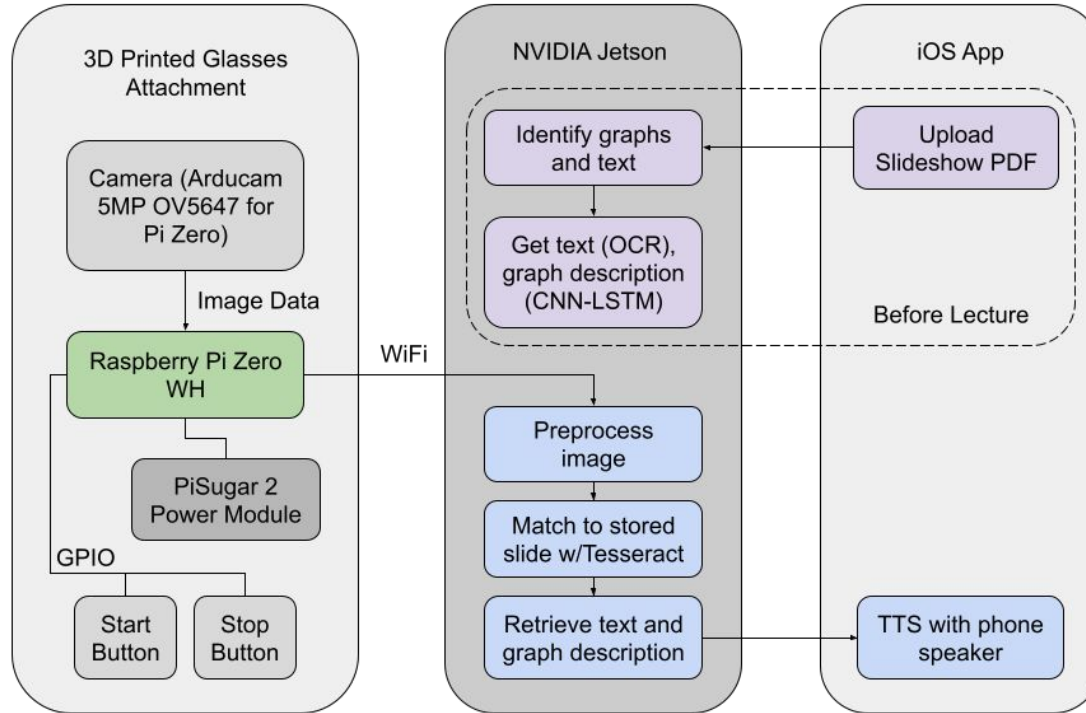 3D Printed Glasses
Attachment
Camera (Arducam
5MP OV5647 for
Pi Zero)
Image Data
Raspberry Pi Zero
WH
PiSugar 2
Power Module
GPIO
Start
Button
Stop
Button
WiFi
NVIDIA Jetson
Identify graphs
and text
Get text (OCR),
graph description
(CNN-LSTM)
Preprocess
image
Match to stored
slide w/Tesseract
Retrieve text and
graph description
iOS App
Upload
Slideshow PDF
Before Lecture
TTS with phone
speaker